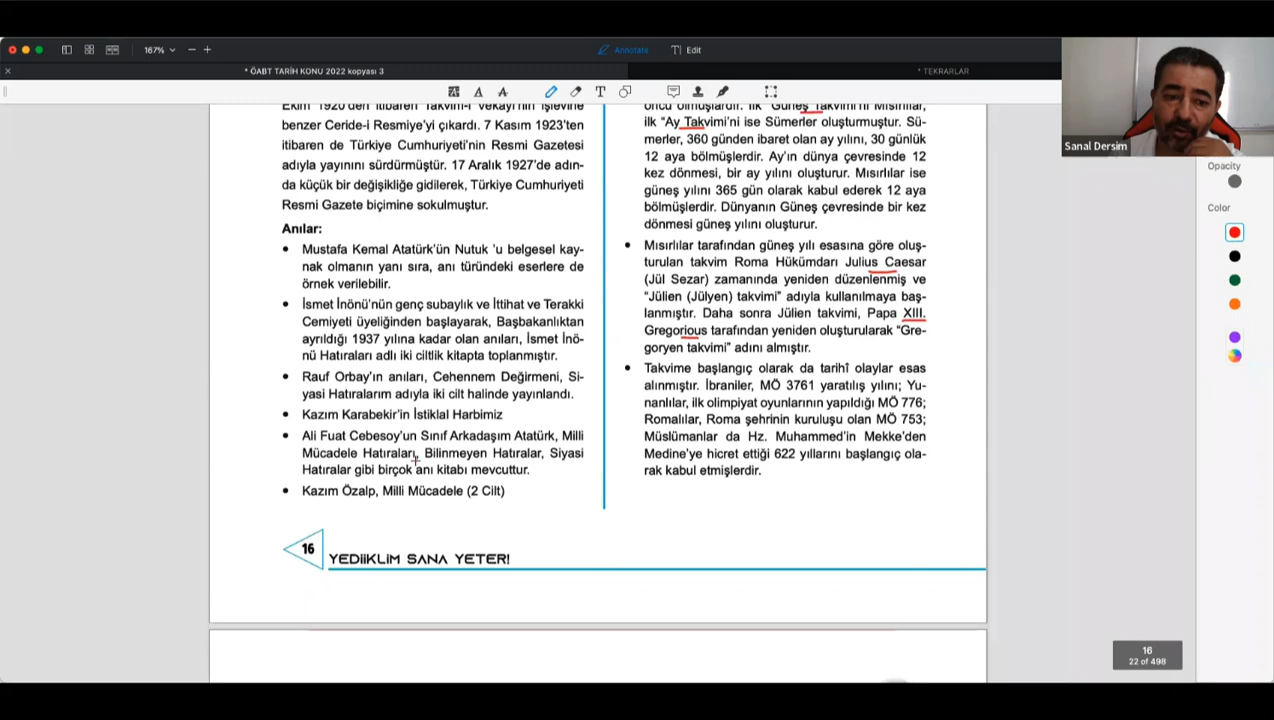 167%
Annotate
Edit
* ÖABT TARİH KONU 2022 kopyası 3
* TEKRARLAR
Sanal Dersim
Opacity
Color
Ekim 1920'den itibaren Takvim-i Vekayi'nin işlevine
benzer Ceride-i Resmiye'yi çıkardı. 7 Kasım 1923'ten
itibaren de Türkiye Cumhuriyeti'nin Resmi Gazetesi
adıyla yayınını sürdürmüştür. 17 Aralık 1927'de adın-
da küçük bir değişikliğe gidilerek, Türkiye Cumhuriyeti
Resmi Gazete biçimine sokulmuştur.
Anılar:
• Mustafa Kemal Atatürk'ün Nutuk 'u belgesel kay-
nak olmanın yanı sıra, anı türündeki eserlere de
örnek verilebilir.
• İsmet İnönü'nün genç subaylık ve İttihat ve Terakki
Cemiyeti üyeliğinden başlayarak, Başbakanlıktan
ayrıldığı 1937 yılına kadar olan anıları, İsmet İnö-
nü Hatıraları adlı iki ciltlik kitapta toplanmıştır.
• Rauf Orbay'ın anıları, Cehennem Değirmeni, Si-
yasi Hatıralarım adıyla iki cilt halinde yayınlandı.
• Kazım Karabekir'in İstiklal Harbimiz
• Ali Fuat Cebesoy'un Sınıf Arkadaşım Atatürk, Milli
Mücadele Hatıraları, Bilinmeyen Hatıralar, Siyasi
Hatıralar gibi birçok anı kitabı mevcuttur.
• Kazım Özalp, Milli Mücadele (2 Cilt)
öncü olmuşlardır. İlk "Güneş Takvimi'ni Mısırlılar,
ilk "Ay Takvimi'ni ise Sümerler oluşturmuştur. Sü-
merler, 360 günden ibaret olan ay yılını, 30 günlük
12 aya bölmüşlerdir. Ay'ın dünya çevresinde 12
kez dönmesi, bir ay yılını oluşturur. Mısırlılar ise
güneş yılını 365 gün olarak kabul ederek 12 aya
bölmüşlerdir. Dünyanın Güneş çevresinde bir kez
dönmesi güneş yılını oluşturur.
• Mısırlılar tarafından güneş yılı esasına göre oluş-
turulan takvim Roma Hükümdarı Julius Caesar
(Jül Sezar) zamanında yeniden düzenlenmiş ve
"Jülien (Jülyen) takvimi" adıyla kullanılmaya baş-
lanmıştır. Daha sonra Jülien takvimi, Papa XIII.
Gregorious tarafından yeniden oluşturularak "Gre-
goryen takvimi" adını almıştır.
• Takvime başlangıç olarak da tarihî olaylar esas
alınmıştır. İbraniler, MÖ 3761 yaratılış yılını; Yu-
nanlılar, ilk olimpiyat oyunlarının yapıldığı MÖ 776;
Romalılar, Roma şehrinin kuruluşu olan MÖ 753;
Müslümanlar da Hz. Muhammed'in Mekke'den
Medine'ye hicret ettiği 622 yıllarını başlangıç ola-
rak kabul etmişlerdir.
16
YEDİİKLİM SANA YETER!
16
22 of 498